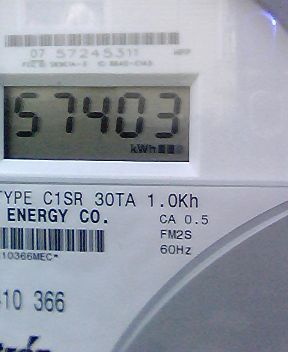 07 57245311
57403
kWh
TYPE C1SR 30TA 1.0Kh
ENERGY CO.
CA 0.5
FM2S
60Hz
10366MEC*
10 366